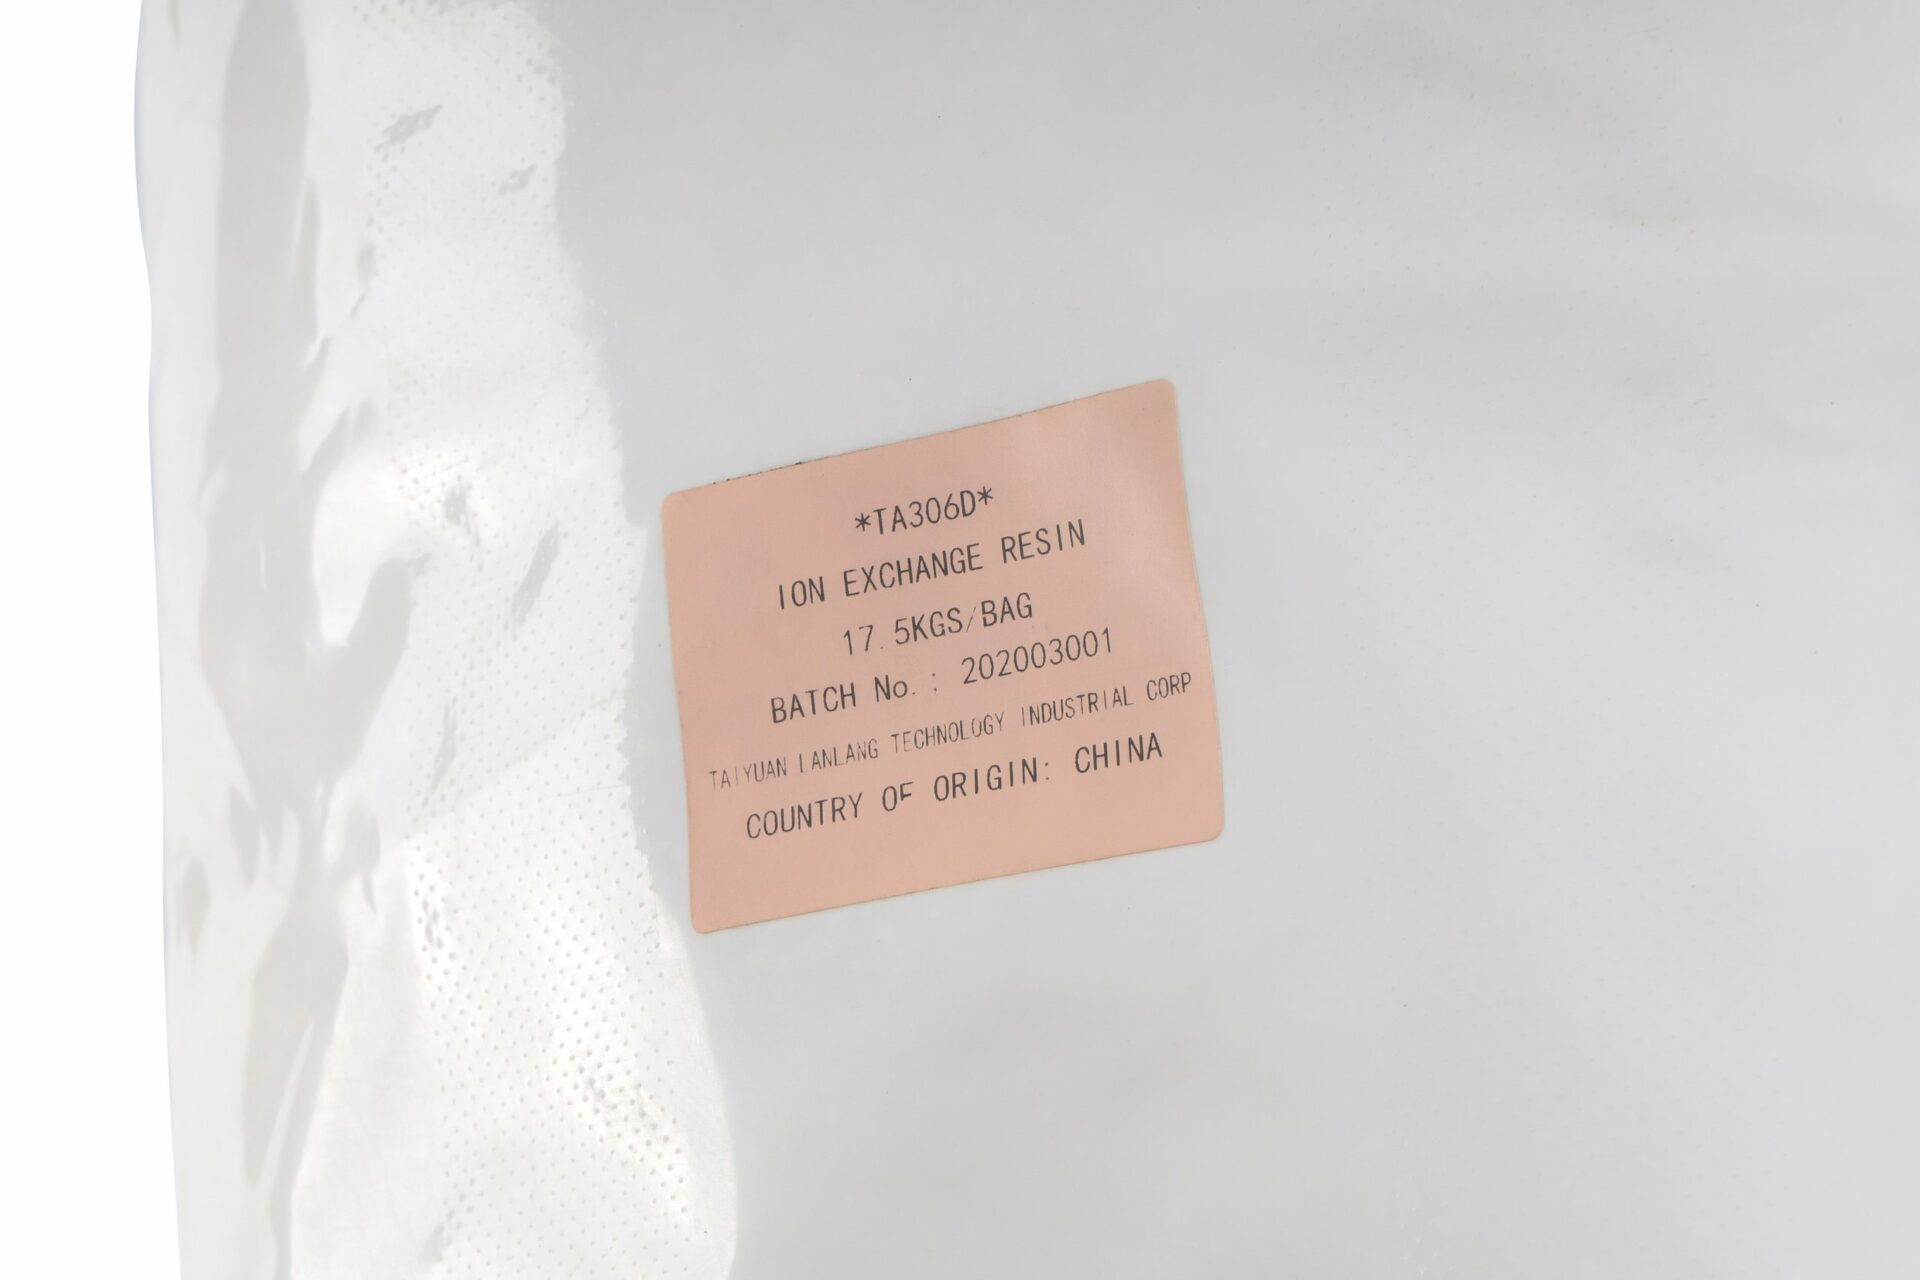 *TA306D*
ION EXCHANGE RESIN
17.5KGS/BAG
BATCH No.: 202003001
TAIYUAN LANLANG TECHNOLOGY INDUSTRIAL CORP
COUNTRY OF ORIGIN: CHINA